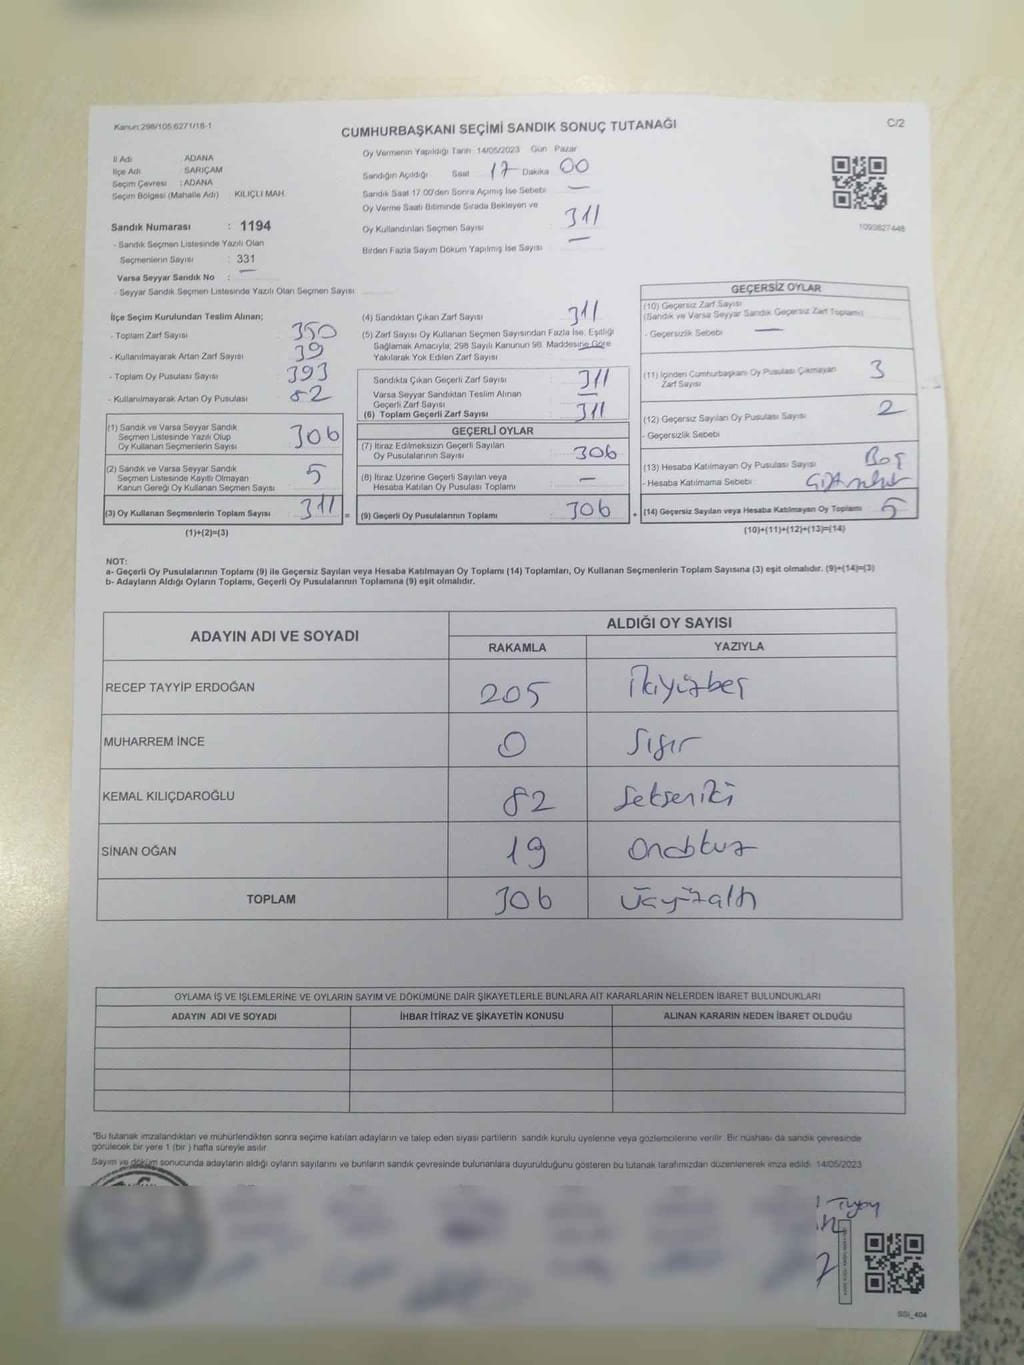 Kanun:298/105;6271/18-1
CUMHURBAŞKANI SEÇİMİ SANDIK SONUÇ TUTANAĞI
C/2
İl Adı ADANA
İlçe Adı SARIÇAM
Seçim Çevresi : ADANA
Seçim Bölgesi (Mahalle Adı) KILIÇLI MAH.
Sandık Numarası : 1194
- Sandık Seçmen Listesinde Yazılı Olan
Seçmenlerin Sayısı : 331
Varsa Seyyar Sandık No : —
- Seyyar Sandık Seçmen Listesinde Yazılı Olan Seçmen Sayısı
Oy Vermenin Yapıldığı Tarih 14/05/2023 Gün Pazar
Sandığın Açıldığı Saat 17 Dakika 00
Sandık Saat 17.00'den Sonra Açılmış İse Sebebi —
Oy Verme Saati Bitiminde Sırada Bekleyen ve
Oy Kullandırılan Seçmen Sayısı 311
Birden Fazla Sayım Döküm Yapılmış İse Sayısı —
1093827448
İlçe Seçim Kurulundan Teslim Alınan;
- Toplam Zarf Sayısı 350
- Kullanılmayarak Artan Zarf Sayısı 39
- Toplam Oy Pusulası Sayısı 393
- Kullanılmayarak Artan Oy Pusulası 82
(1) Sandık ve Varsa Seyyar Sandık
Seçmen Listesinde Yazılı Olup
Oy Kullanan Seçmenlerin Sayısı 306
(2) Sandık ve Varsa Seyyar Sandık
Seçmen Listesinde Kayıtlı Olmayan
Kanun Gereği Oy Kullanan Seçmen Sayısı 5
(3) Oy Kullanan Seçmenlerin Toplam Sayısı 311 =
(1)+(2)=(3)
(4) Sandıktan Çıkan Zarf Sayısı 311
(5) Zarf Sayısı Oy Kullanan Seçmen Sayısından Fazla İse, Eşitliği
Sağlamak Amacıyla; 298 Sayılı Kanunun 98. Maddesine Göre
Yakılarak Yok Edilen Zarf Sayısı
Sandıkta Çıkan Geçerli Zarf Sayısı 311
Varsa Seyyar Sandıktan Teslim Alınan
Geçerli Zarf Sayısı —
(6) Toplam Geçerli Zarf Sayısı 311
GEÇERLİ OYLAR
(7) İtiraz Edilmeksizin Geçerli Sayılan
Oy Pusulalarının Sayısı 306
(8) İtiraz Üzerine Geçerli Sayılan veya
Hesaba Katılan Oy Pusulası Toplamı —
(9) Geçerli Oy Pusulalarının Toplamı 306 +
GEÇERSİZ OYLAR
(10) Geçersiz Zarf Sayısı
(Sandık ve Varsa Seyyar Sandık Geçersiz Zarf Toplamı)
- Geçersizlik Sebebi —
(11) İçinden Cumhurbaşkanı Oy Pusulası Çıkmayan
Zarf Sayısı 3
(12) Geçersiz Sayılan Oy Pusulası Sayısı 2
- Geçersizlik Sebebi
(13) Hesaba Katılmayan Oy Pusulası Sayısı Boş
- Hesaba Katılmama Sebebi
(14) Geçersiz Sayılan veya Hesaba Katılmayan Oy Toplamı 5
(10)+(11)+(12)+(13)=(14)
NOT:
a- Geçerli Oy Pusulalarının Toplamı (9) ile Geçersiz Sayılan veya Hesaba Katılmayan Oy Toplamı (14) Toplamları, Oy Kullanan Seçmenlerin Toplam Sayısına (3) eşit olmalıdır. (9)+(14)=(3)
b- Adayların Aldığı Oyların Toplamı, Geçerli Oy Pusulalarının Toplamına (9) eşit olmalıdır.
ADAYIN ADI VE SOYADI
ALDIĞI OY SAYISI
RAKAMLA YAZIYLA
RECEP TAYYİP ERDOĞAN 205 İkiyüzbeş
MUHARREM İNCE 0 Sıfır
KEMAL KILIÇDAROĞLU 82 Sekseniki
SİNAN OĞAN 19 Ondokuz
TOPLAM 306 Üçyüzaltı
OYLAMA İŞ VE İŞLEMLERİNE VE OYLARIN SAYIM VE DÖKÜMÜNE DAİR ŞİKAYETLERLE BUNLARA AİT KARARLARIN NELERDEN İBARET BULUNDUKLARI
ADAYIN ADI VE SOYADI İHBAR İTİRAZ VE ŞİKAYETİN KONUSU ALINAN KARARIN NEDEN İBARET OLDUĞU
*Bu tutanak imzalandıktan ve mühürlendikten sonra seçime katılan adayların ve talep eden siyasi partilerin sandık kurulu üyelerine veya gözlemcilerine verilir. Bir nüshası da sandık çevresinde
görülecek bir yere 1 (bir ) hafta süreyle asılır.
Sayım ve döküm sonucunda adayların aldığı oyların sayılarını ve bunların sandık çevresinde bulunanlara duyurulduğunu gösteren bu tutanak tarafımızdan düzenlenerek imza edildi. 14/05/2023
SGI_404